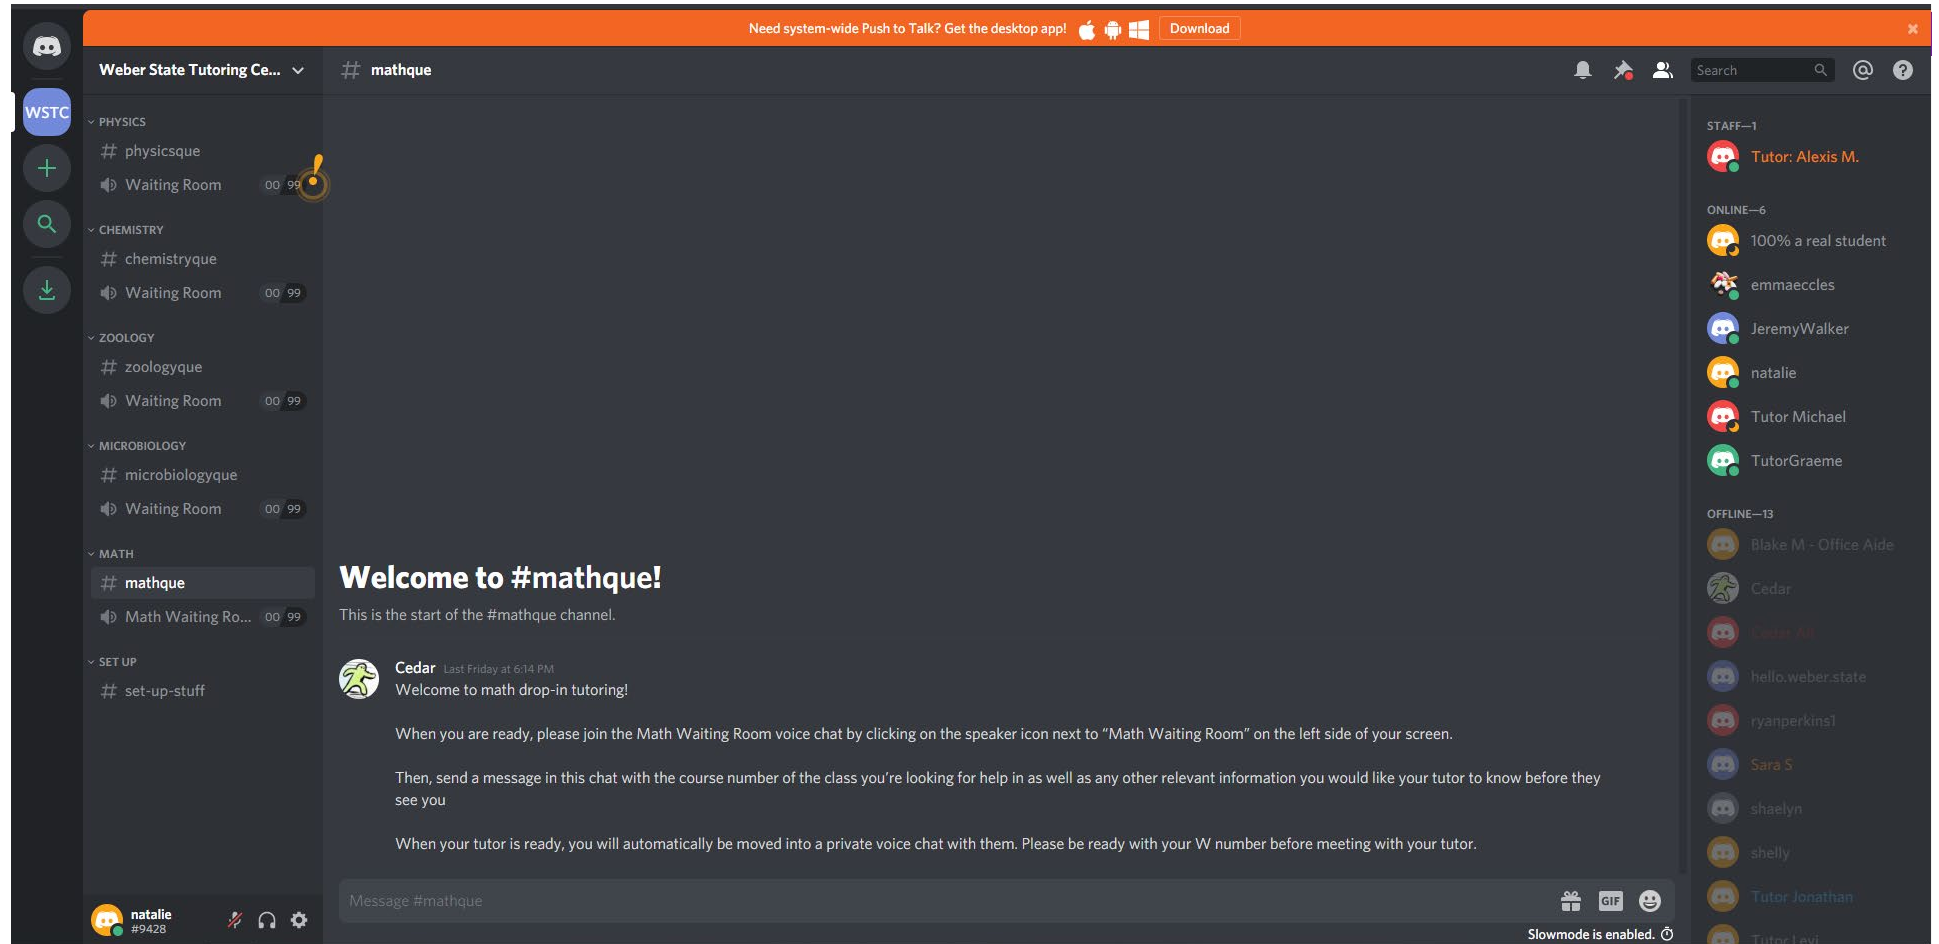 Need system-wide Push to Talk? Get the desktop app! Download
WSTC
Weber State Tutoring Ce...
PHYSICS
physicsque
Waiting Room 00 99
CHEMISTRY
chemistryque
Waiting Room 00 99
ZOOLOGY
zoologyque
Waiting Room 00 99
MICROBIOLOGY
microbiologyque
Waiting Room 00 99
MATH
mathque
Math Waiting Ro... 00 99
SET UP
set-up-stuff
natalie
#9428
# mathque
Search
Welcome to #mathque!
This is the start of the #mathque channel.
Cedar Last Friday at 6:14 PM
Welcome to math drop-in tutoring!
When you are ready, please join the Math Waiting Room voice chat by clicking on the speaker icon next to “Math Waiting Room” on the left side of your screen.
Then, send a message in this chat with the course number of the class you’re looking for help in as well as any other relevant information you would like your tutor to know before they
see you
When your tutor is ready, you will automatically be moved into a private voice chat with them. Please be ready with your W number before meeting with your tutor.
Message #mathque
GIF
Slowmode is enabled.
STAFF—1
Tutor: Alexis M.
ONLINE—6
100% a real student
emmaeccles
JeremyWalker
natalie
Tutor Michael
TutorGraeme
OFFLINE—13
Blake M - Office Aide
Cedar
hello.weber.state
ryanperkins1
Sara S
shaelyn
shelly
Tutor Jonathan
Tutor Levi